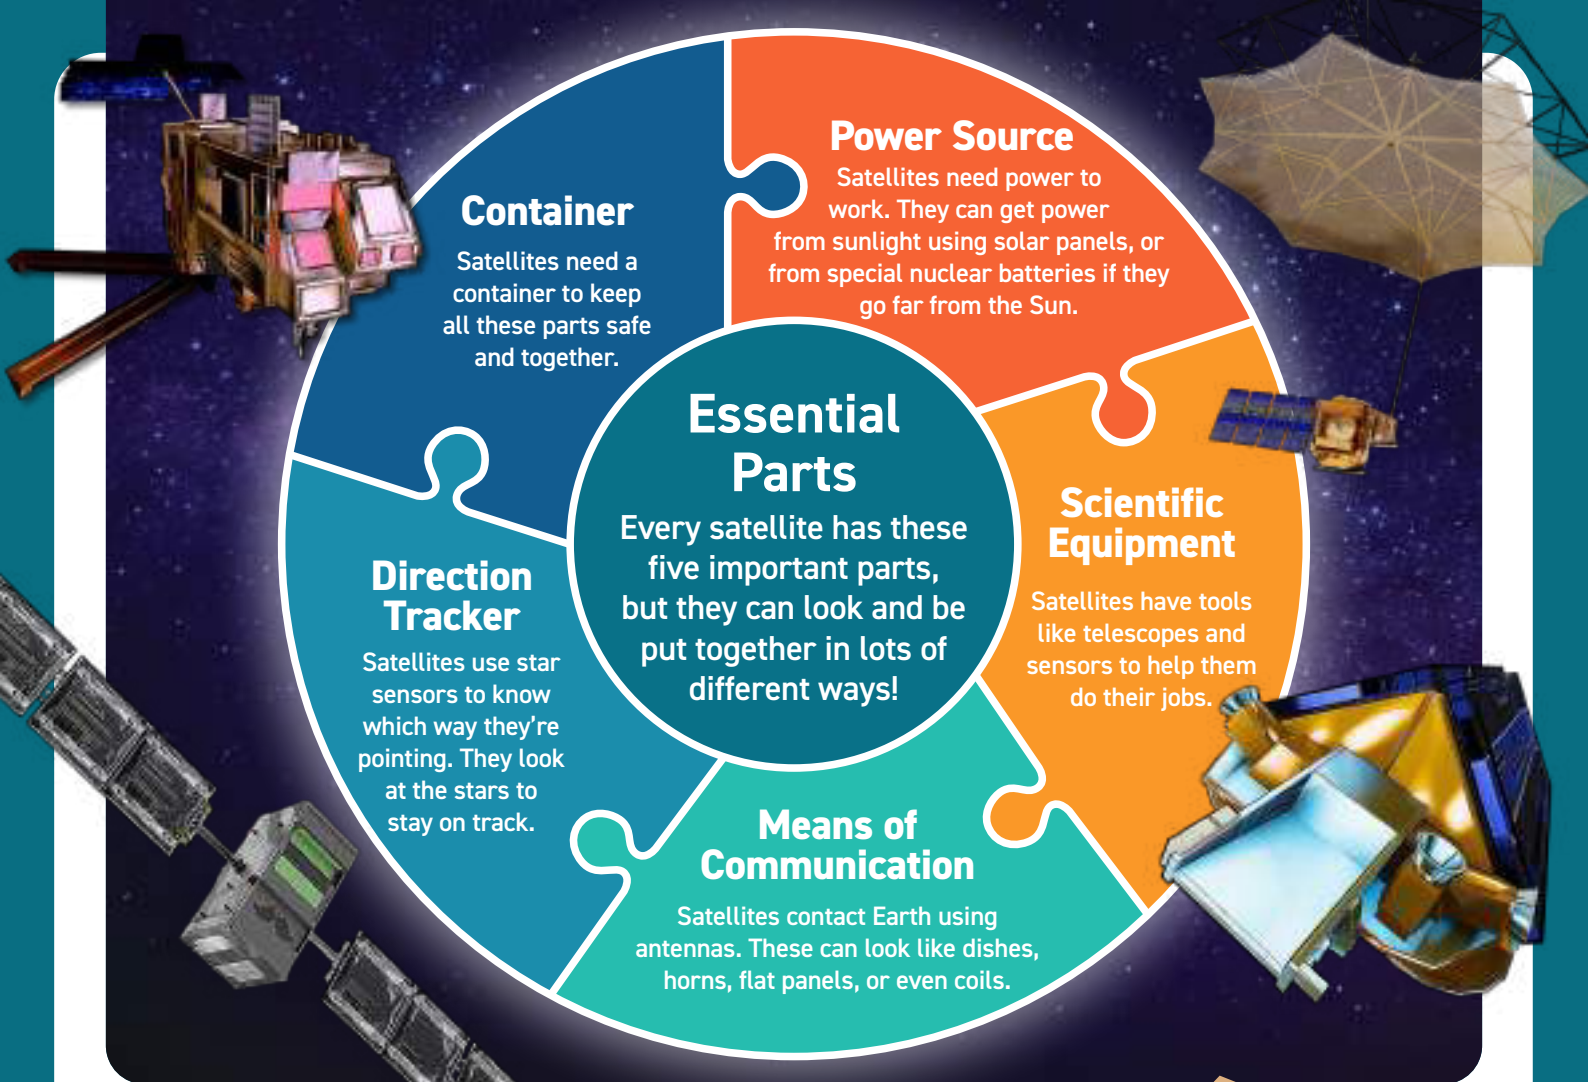 Essential
Parts
Every satellite has these
five important parts,
but they can look and be
put together in lots of
different ways!
Container
Satellites need a
container to keep
all these parts safe
and together.
Power Source
Satellites need power to
work. They can get power
from sunlight using solar panels, or
from special nuclear batteries if they
go far from the Sun.
Scientific
Equipment
Satellites have tools
like telescopes and
sensors to help them
do their jobs.
Means of
Communication
Satellites contact Earth using
antennas. These can look like dishes,
horns, flat panels, or even coils.
Direction
Tracker
Satellites use star
sensors to know
which way they’re
pointing. They look
at the stars to
stay on track.